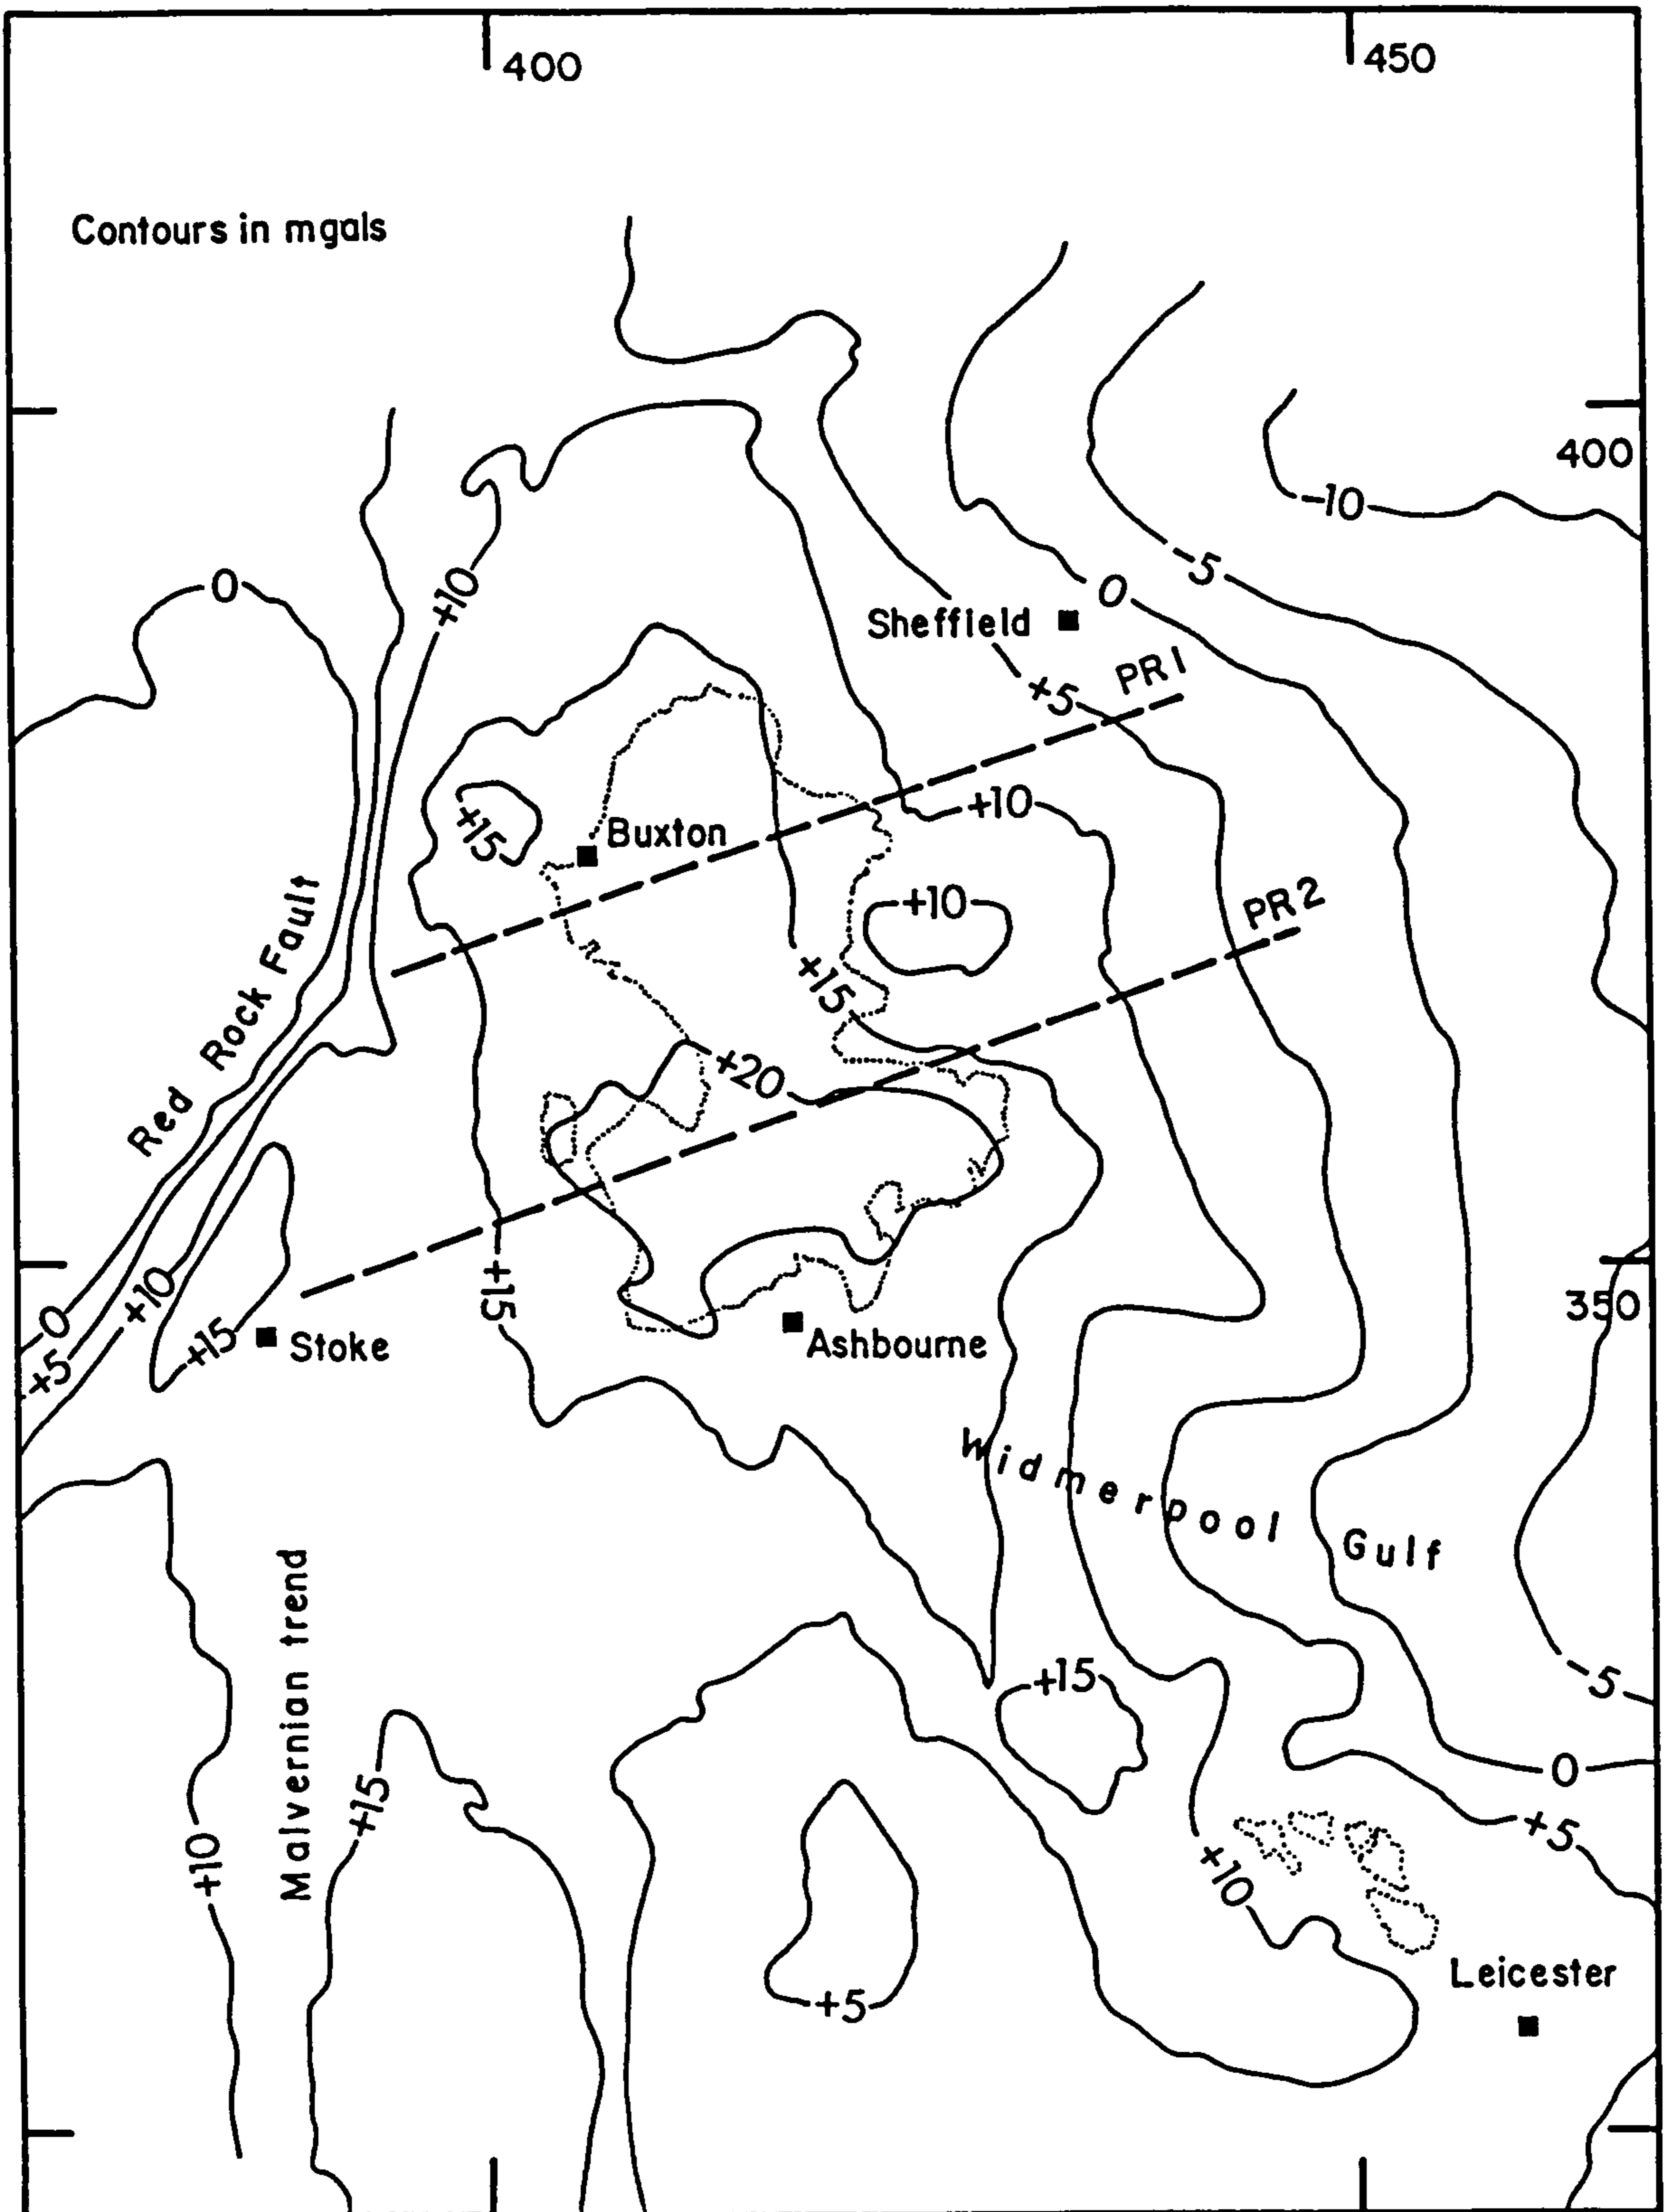 400
450
Contours in mgals
400
-10
-5
0
+10
0
Sheffield
PR1
+5
+10
+15
Buxton
+10
PR2
Red Rock Fault
+15
+20
0
+10
+15
350
+5
+15
Stoke
Ashbourne
Widmerpool Gulf
Malvernian trend
+15
-5
0
+15
+5
+10
+10
Leicester
+5